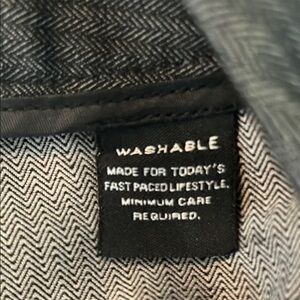 WASHABLE
MADE FOR TODAY'S
FAST PACED LIFESTYLE.
MINIMUM CARE
REQUIRED.